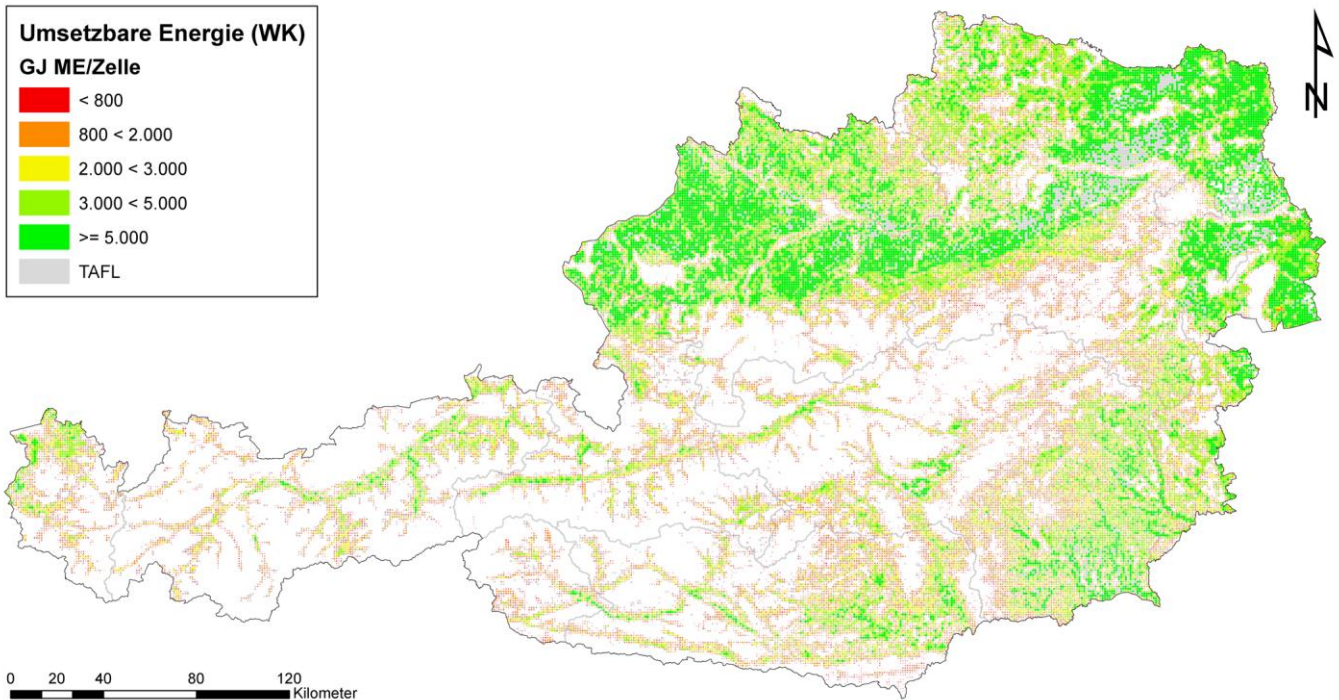 Umsetzbare Energie (WK)
GJ ME/Zelle
< 800
800 < 2.000
2.000 < 3.000
3.000 < 5.000
>= 5.000
TAFL
N
0 20 40 80 120
Kilometer